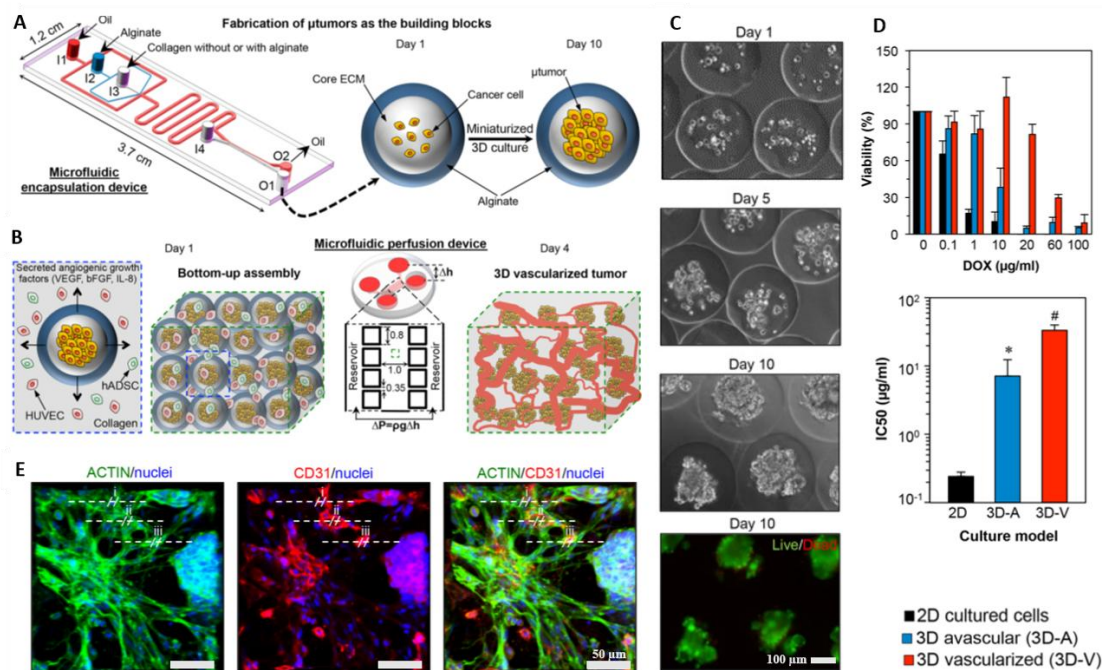 A
Fabrication of μtumors as the building blocks
1.2 cm
Oil
Alginate
Collagen without or with alginate
I1
I2
I3
I4
O2
Oil
O1
3.7 cm
Microfluidic
encapsulation device
Day 1
Core ECM
Cancer cell
Miniaturized
3D culture
Day 10
μtumor
Alginate
B
Secreted angiogenic growth
factors (VEGF, bFGF, IL-8)
hADSC
HUVEC
Collagen
Day 1
Bottom-up assembly
Microfluidic perfusion device
Δh
Reservoir
0.8
1.0
0.35
Reservoir
ΔP=ρgΔh
Day 4
3D vascularized tumor
C
Day 1
Day 5
Day 10
Day 10
Live/Dead
100 μm
D
Viability (%)
150
120
90
60
30
0
0 0.1 1 10 20 60 100
DOX (μg/ml)
IC50 (μg/ml)
10²
10¹
10⁰
10⁻¹
*
#
2D 3D-A 3D-V
Culture model
2D cultured cells
3D avascular (3D-A)
3D vascularized (3D-V)
E
ACTIN/nuclei
CD31/nuclei
ACTIN/CD31/nuclei
i
ii
iii
i
ii
iii
i
ii
iii
50 μm